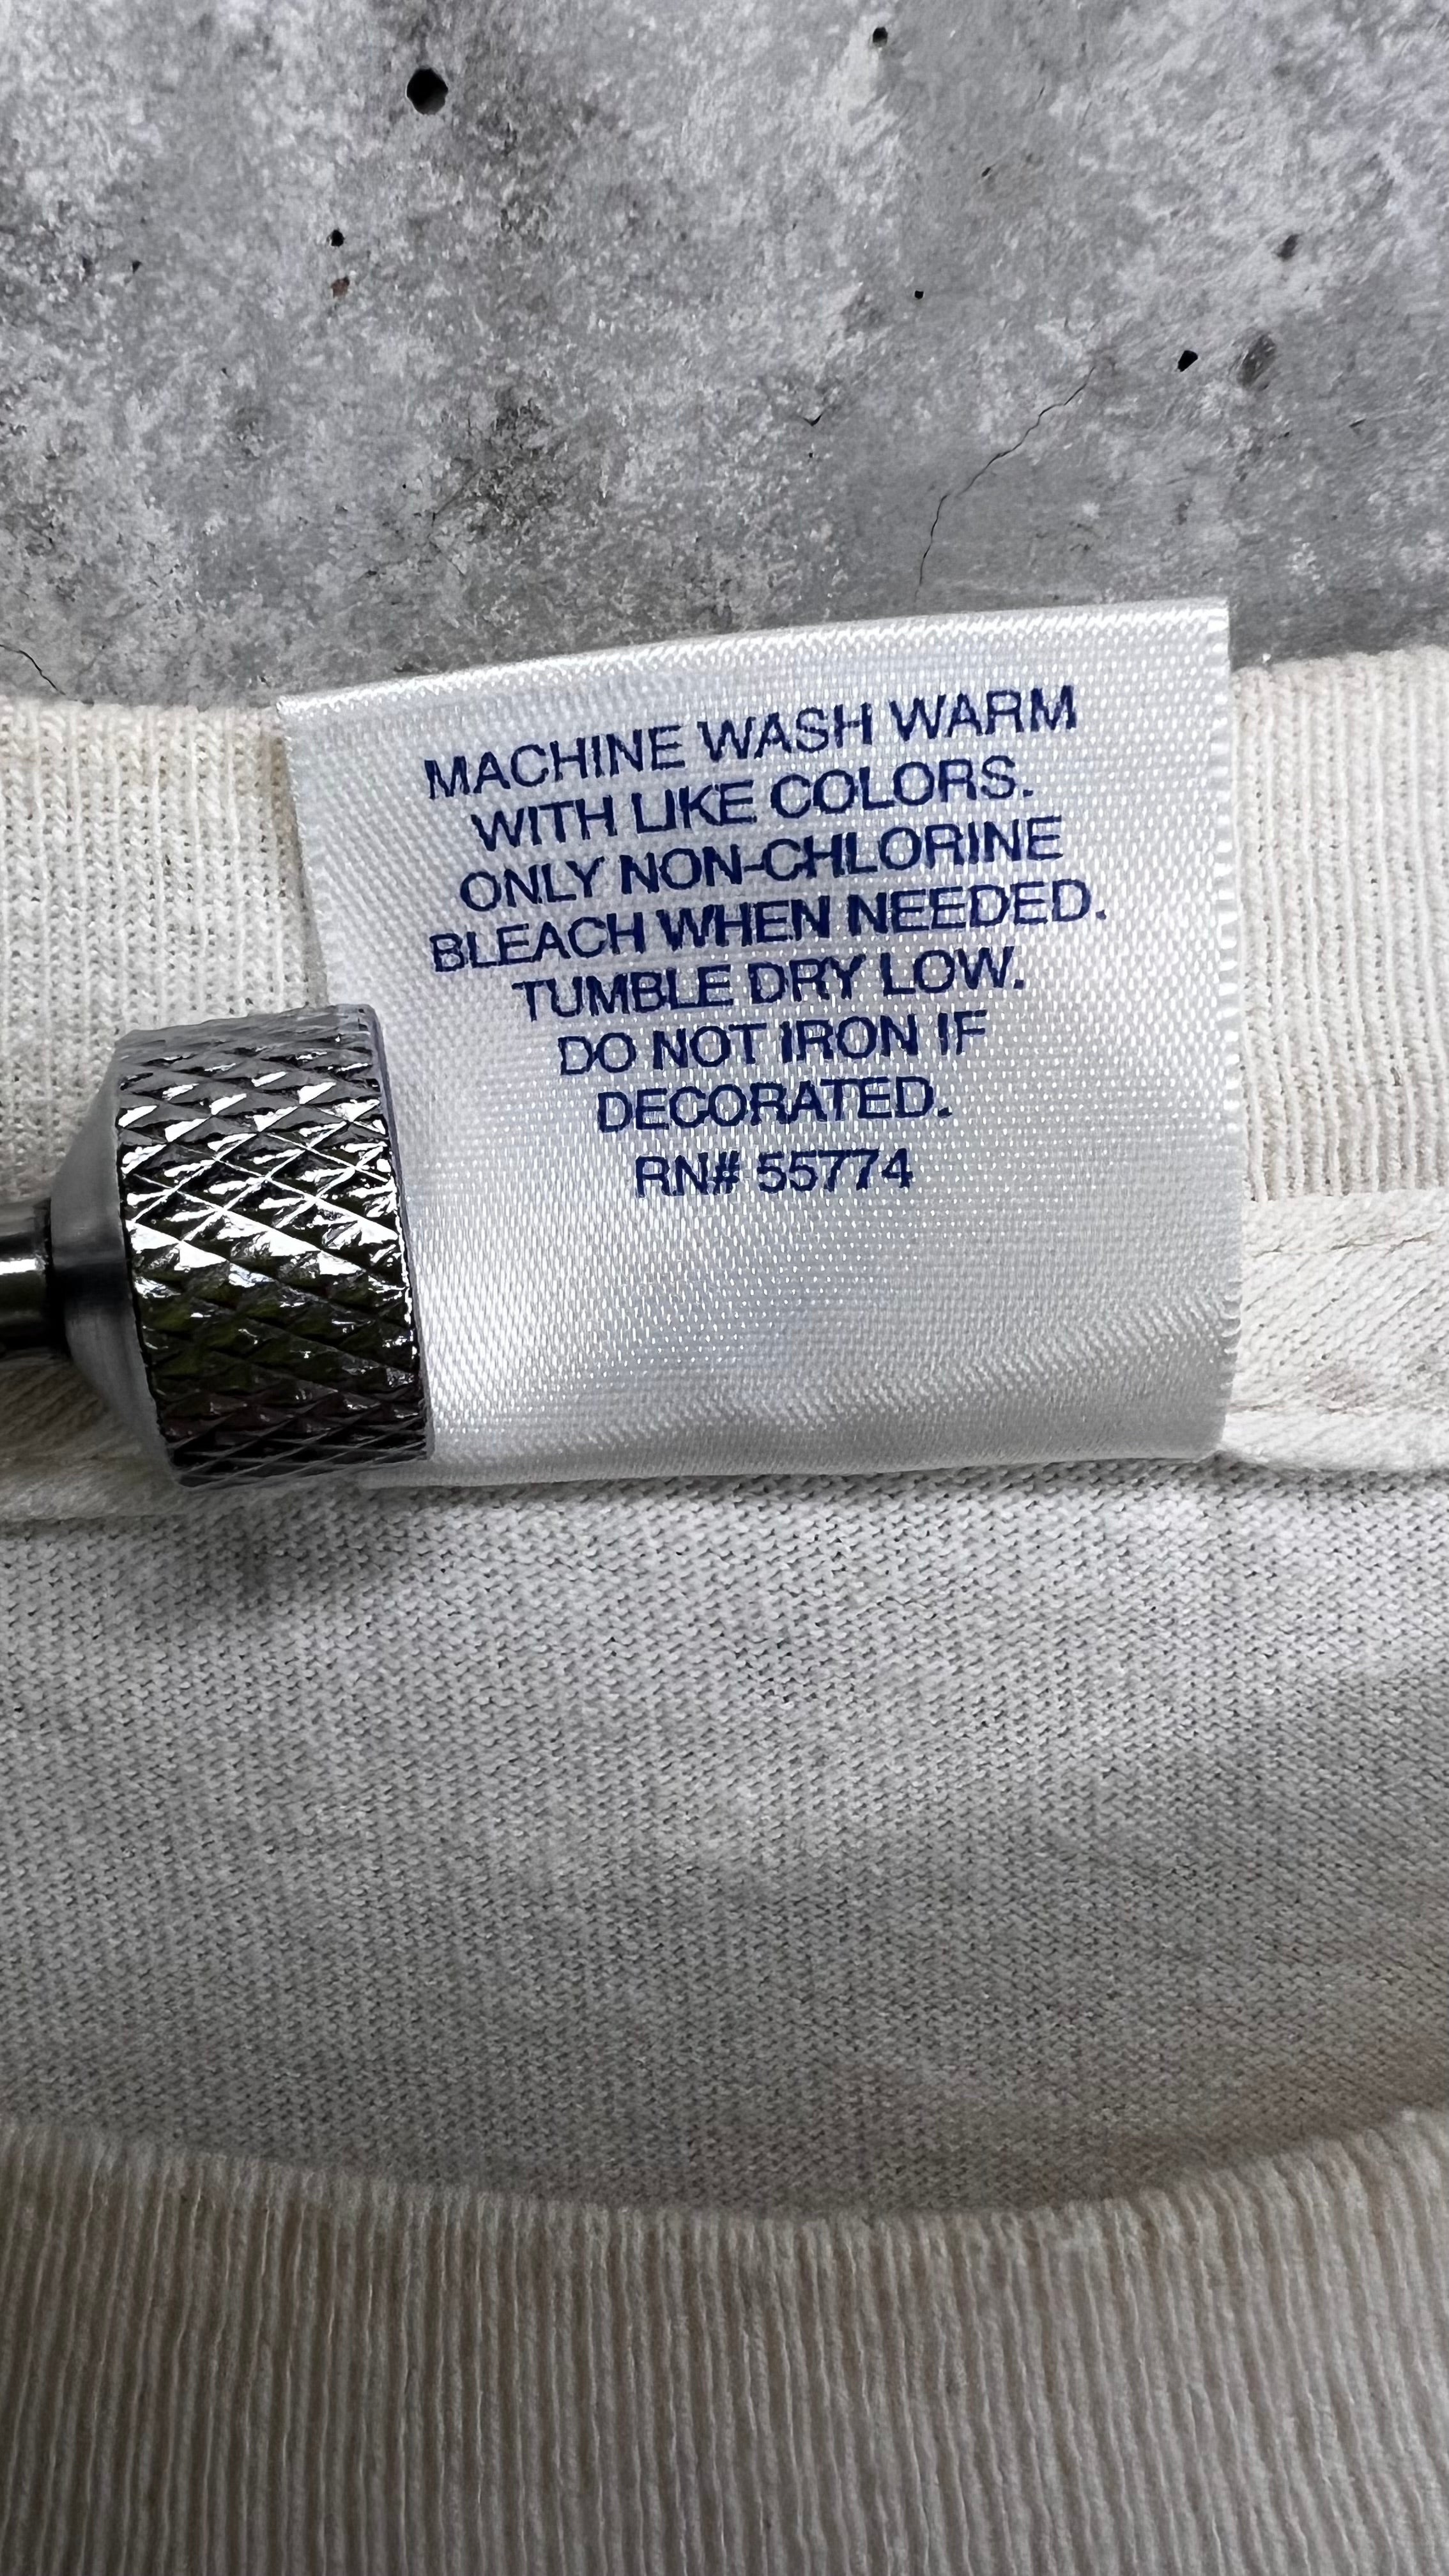 MACHINE WASH WARM
WITH LIKE COLORS.
ONLY NON-CHLORINE
BLEACH WHEN NEEDED.
TUMBLE DRY LOW.
DO NOT IRON IF
DECORATED.
RN# 55774